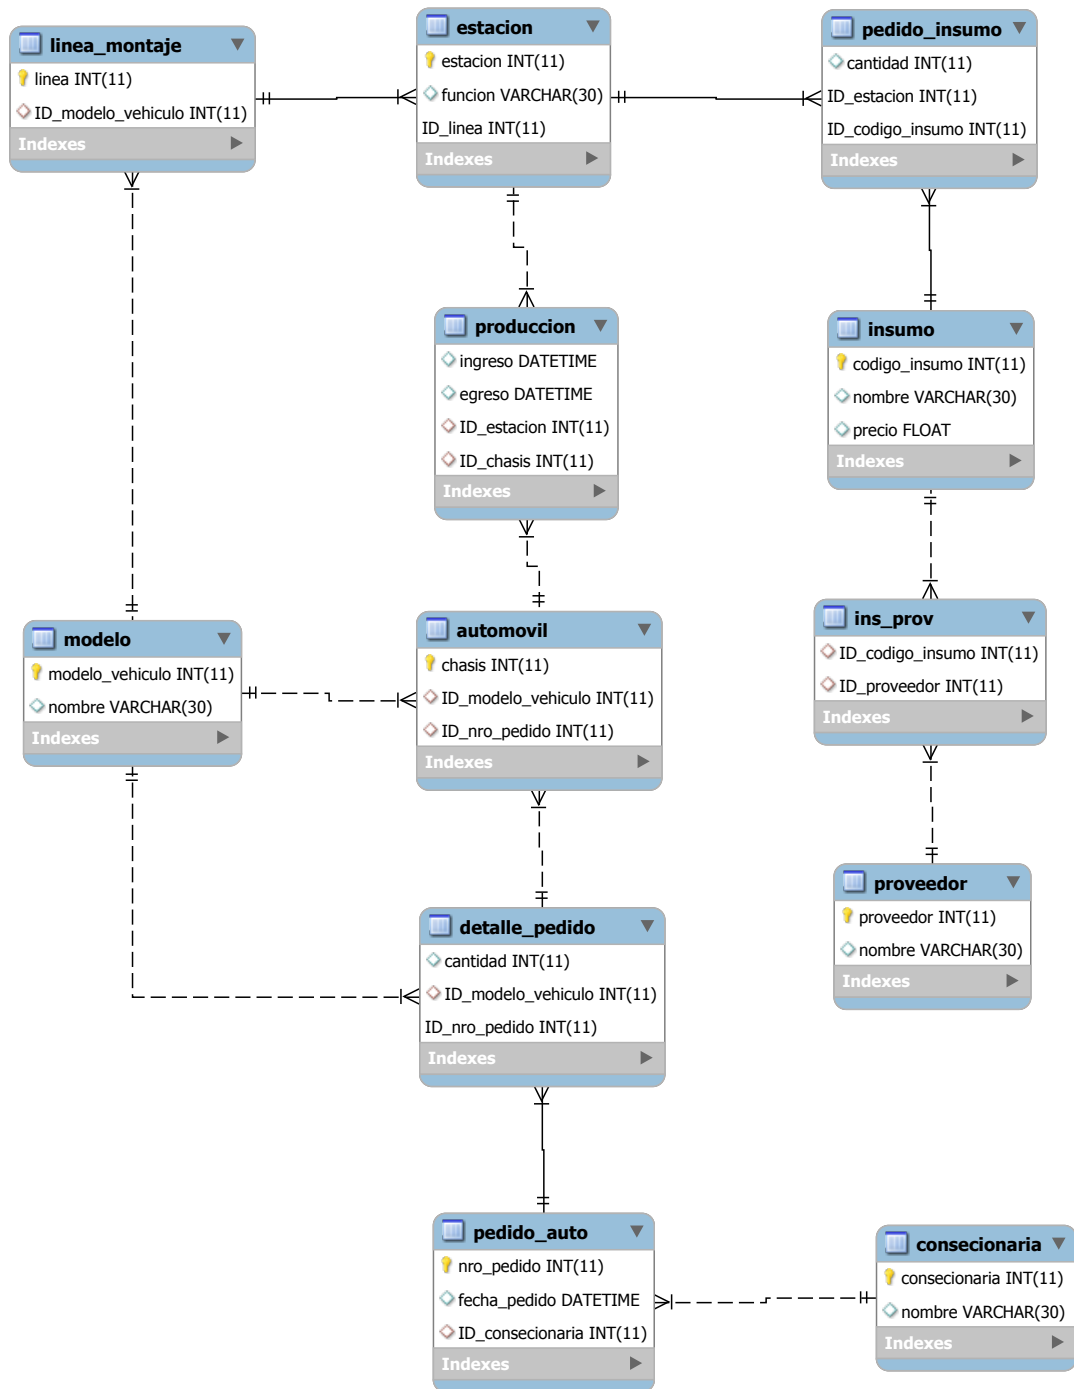 linea_montaje
linea INT(11)
ID_modelo_vehiculo INT(11)
Indexes
estacion
estacion INT(11)
funcion VARCHAR(30)
ID_linea INT(11)
Indexes
pedido_insumo
cantidad INT(11)
ID_estacion INT(11)
ID_codigo_insumo INT(11)
Indexes
produccion
ingreso DATETIME
egreso DATETIME
ID_estacion INT(11)
ID_chasis INT(11)
Indexes
insumo
codigo_insumo INT(11)
nombre VARCHAR(30)
precio FLOAT
Indexes
modelo
modelo_vehiculo INT(11)
nombre VARCHAR(30)
Indexes
automovil
chasis INT(11)
ID_modelo_vehiculo INT(11)
ID_nro_pedido INT(11)
Indexes
ins_prov
ID_codigo_insumo INT(11)
ID_proveedor INT(11)
Indexes
proveedor
proveedor INT(11)
nombre VARCHAR(30)
Indexes
detalle_pedido
cantidad INT(11)
ID_modelo_vehiculo INT(11)
ID_nro_pedido INT(11)
Indexes
pedido_auto
nro_pedido INT(11)
fecha_pedido DATETIME
ID_consecionaria INT(11)
Indexes
consecionaria
consecionaria INT(11)
nombre VARCHAR(30)
Indexes